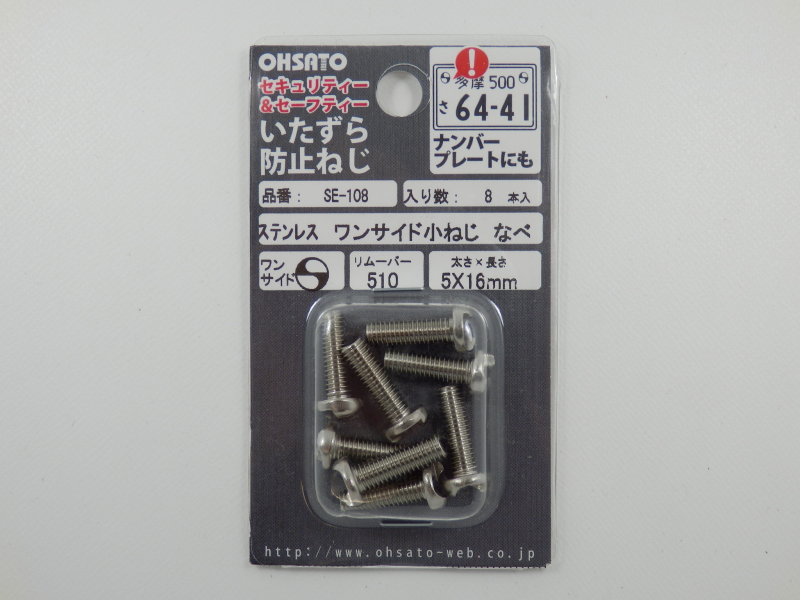 OHSATO
セキュリティー
&セーフティー
いたずら
防止ねじ
!
多摩 500
さ 64-41
ナンバー
プレートにも
品番: SE-108
入り数: 8 本入
ステンレス ワンサイド小ねじ なべ
ワン
サイド
リムーバー
510
太さ×長さ
5X16mm
http://www.ohsato-web.co.jp